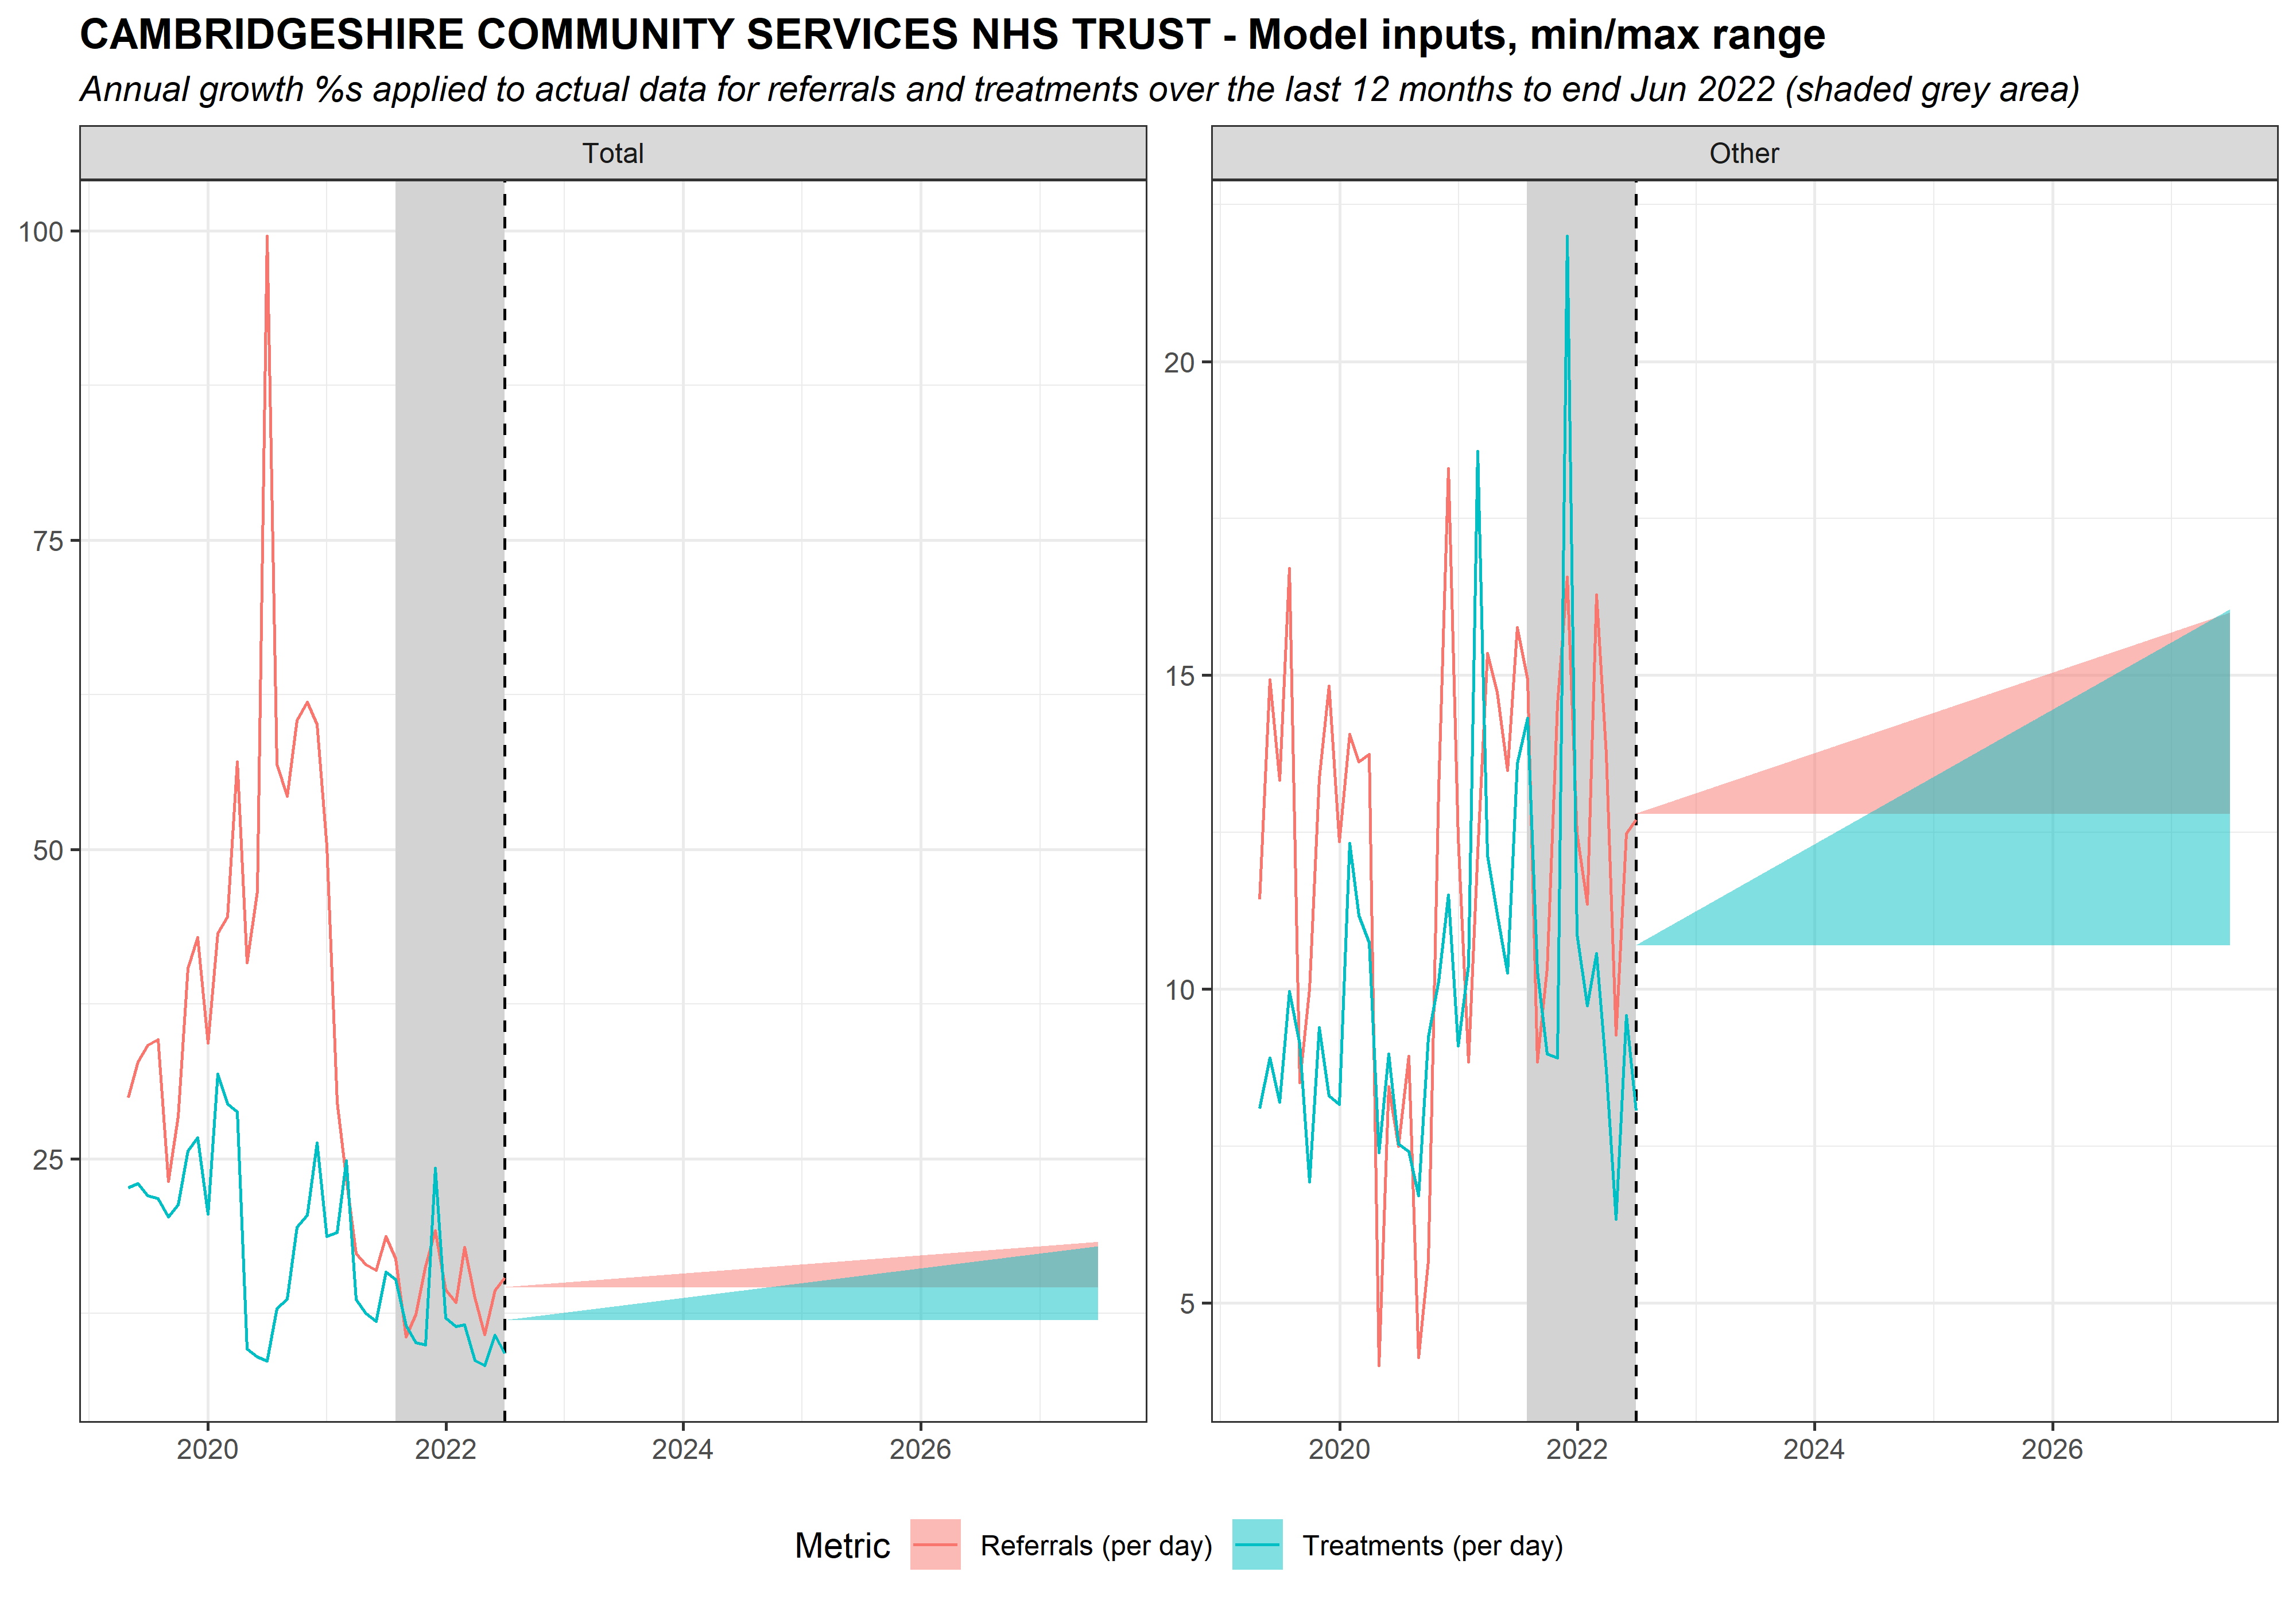 CAMBRIDGESHIRE COMMUNITY SERVICES NHS TRUST - Model inputs, min/max range
Annual growth %s applied to actual data for referrals and treatments over the last 12 months to end Jun 2022 (shaded grey area)
Total
Other
100
75
50
25
20
15
10
5
2020 2022 2024 2026
2020 2022 2024 2026
Metric Referrals (per day) Treatments (per day)